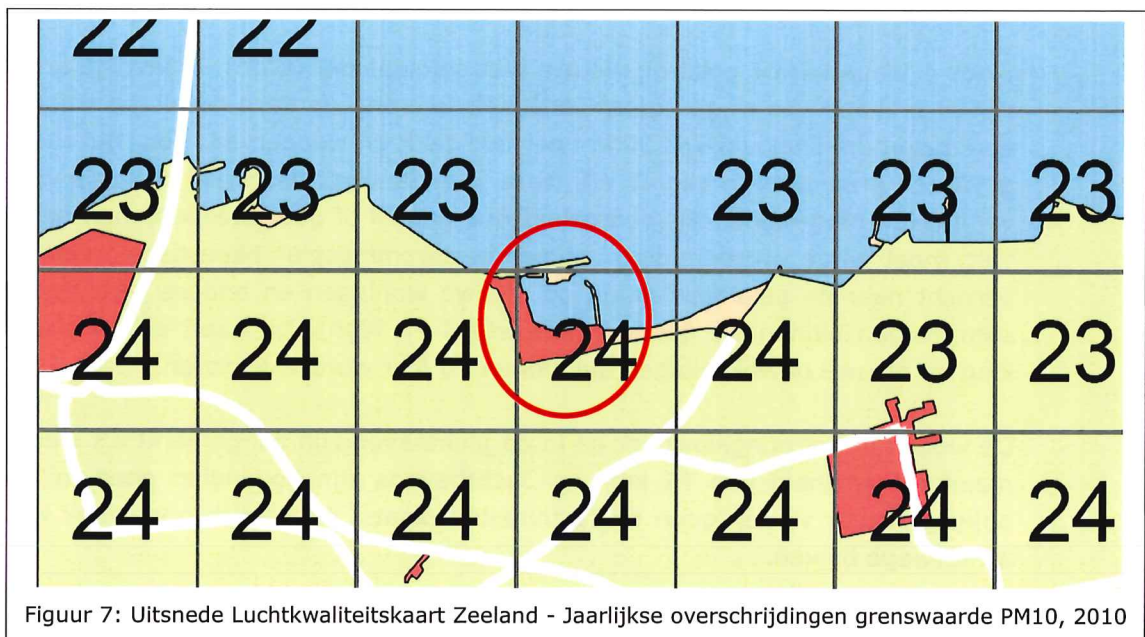 22 22
23 23 23 23 23 23
24 24 24 24 24 23 23
24 24 24 24 24 24 24
Figuur 7: Uitsnede Luchtkwaliteitskaart Zeeland - Jaarlijkse overschrijdingen grenswaarde PM10, 2010